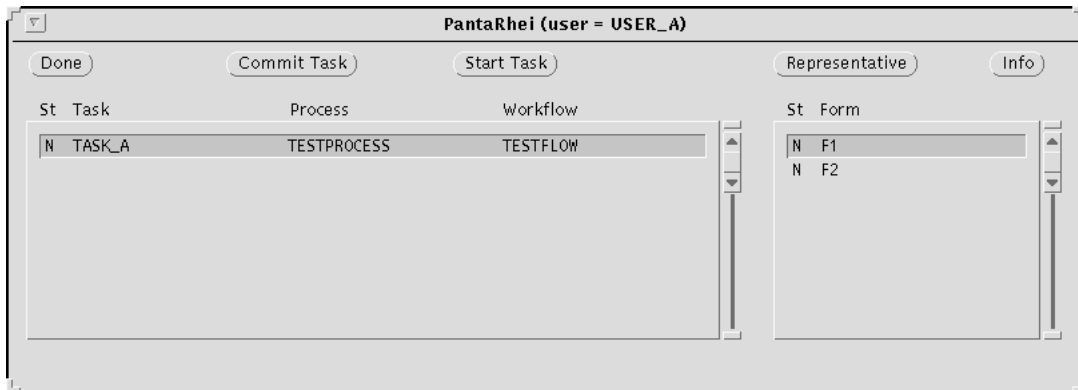 PantaRhei (user = USER_A)
Done Commit Task Start Task Representative Info
St Task Process Workflow St Form
N TASK_A TESTPROCESS TESTFLOW N F1
N F2